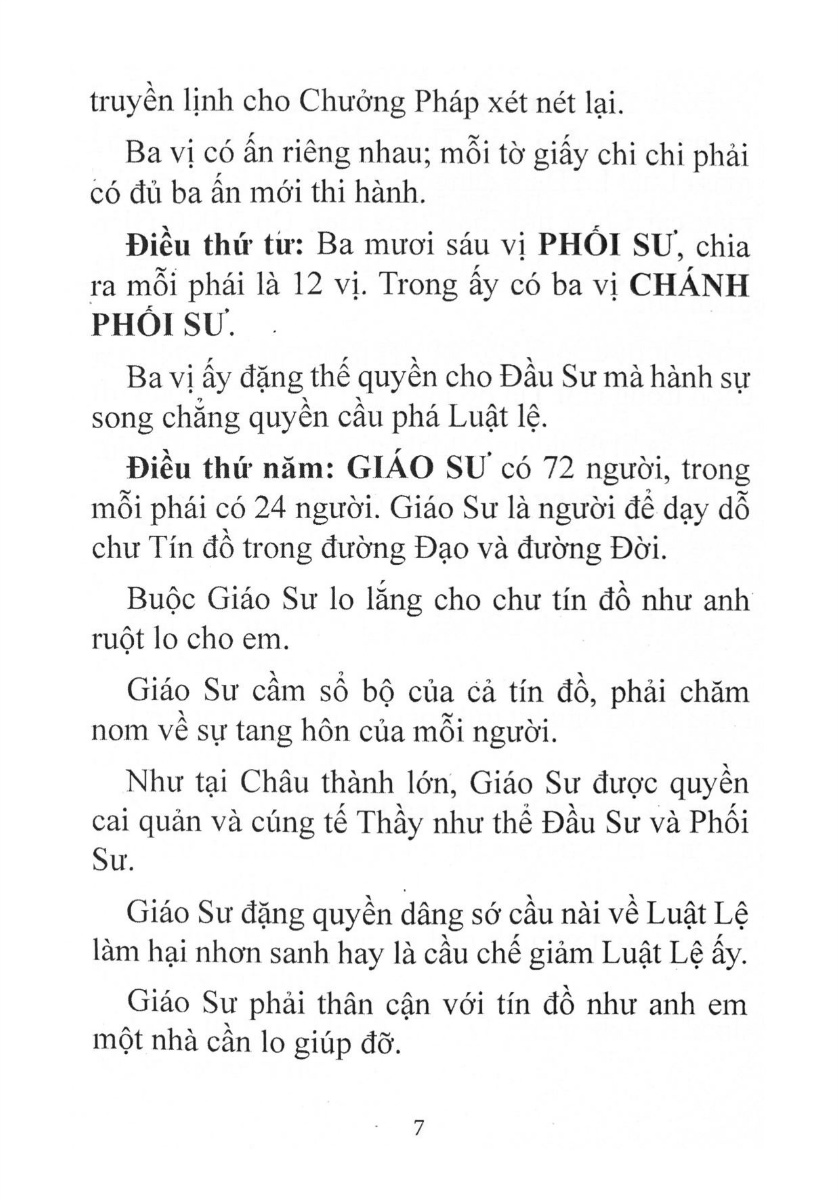 truyền lịnh cho Chưởng Pháp xét nét lại.
Ba vị có ấn riêng nhau; mỗi tờ giấy chi chi phải
có đủ ba ấn mới thi hành.
Điều thứ tư: Ba mươi sáu vị PHỐI SƯ, chia
ra mỗi phái là 12 vị. Trong ấy có ba vị CHÁNH
PHỐI SƯ.
Ba vị ấy đặng thế quyền cho Đầu Sư mà hành sự
song chẳng quyền cầu phá Luật lệ.
Điều thứ năm: GIÁO SƯ có 72 người, trong
mỗi phái có 24 người. Giáo Sư là người để dạy dỗ
chư Tín đồ trong đường Đạo và đường Đời.
Buộc Giáo Sư lo lắng cho chư tín đồ như anh
ruột lo cho em.
Giáo Sư cầm sổ bộ của cả tín đồ, phải chăm
nom về sự tang hôn của mỗi người.
Như tại Châu thành lớn, Giáo Sư được quyền
cai quản và cúng tế Thầy như thể Đầu Sư và Phối
Sư.
Giáo Sư đặng quyền dâng sớ cầu nài về Luật Lệ
làm hại nhơn sanh hay là cầu chế giảm Luật Lệ ấy.
Giáo Sư phải thân cận với tín đồ như anh em
một nhà cần lo giúp đỡ.
7